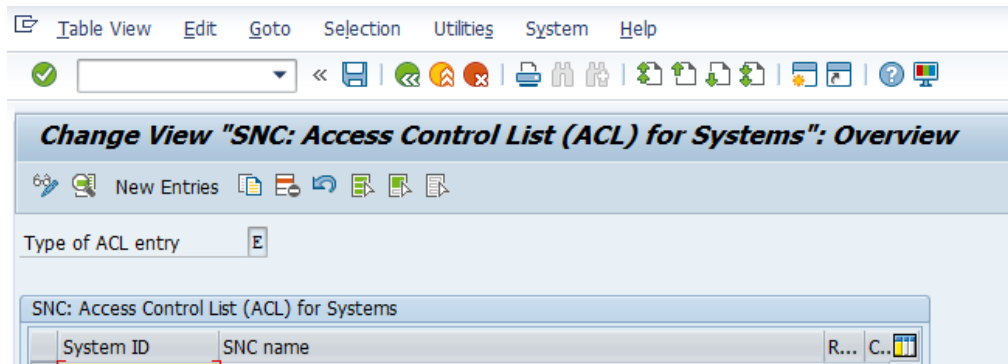 Table View Edit Goto Selection Utilities System Help
Change View "SNC: Access Control List (ACL) for Systems": Overview
New Entries
Type of ACL entry E
SNC: Access Control List (ACL) for Systems
System ID SNC name R... C..